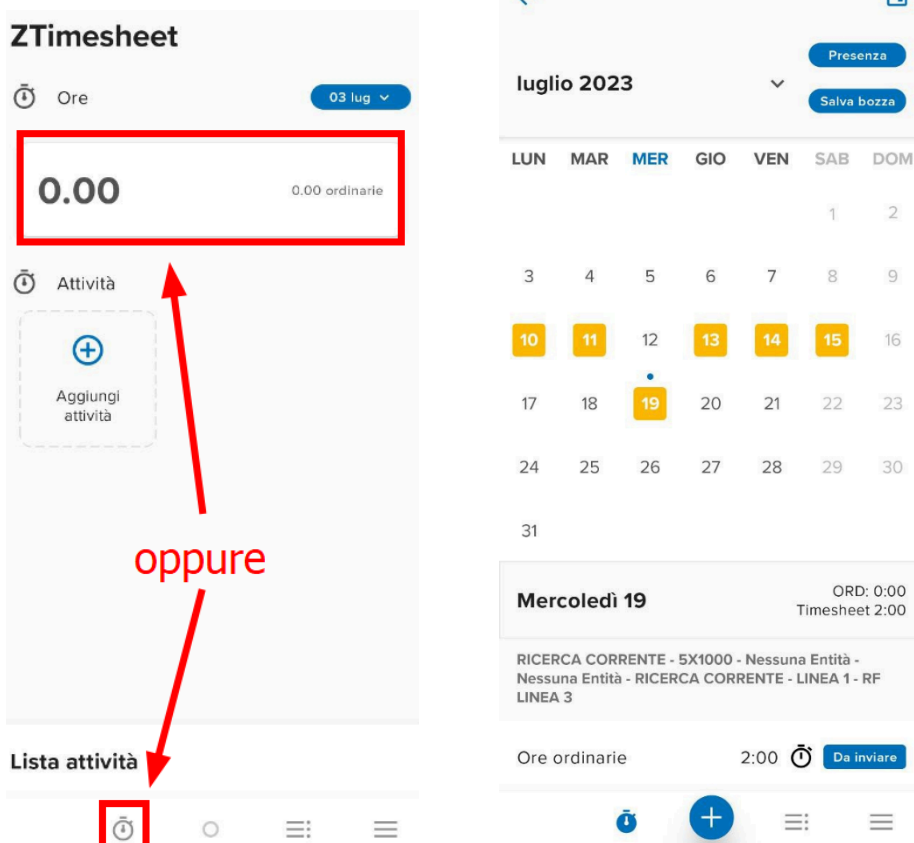 ZTimesheet
Ore
03 lug
0.00
0.00 ordinarie
Attività
Aggiungi
attività
oppure
Lista attività
luglio 2023
Presenza
Salva bozza
LUN MAR MER GIO VEN SAB DOM
1 2
3 4 5 6 7 8 9
10 11 12 13 14 15 16
17 18 19 20 21 22 23
24 25 26 27 28 29 30
31
Mercoledì 19
ORD: 0:00
Timesheet 2:00
RICERCA CORRENTE - 5X1000 - Nessuna Entità -
Nessuna Entità - RICERCA CORRENTE - LINEA 1 - RF
LINEA 3
Ore ordinarie 2:00 Da inviare